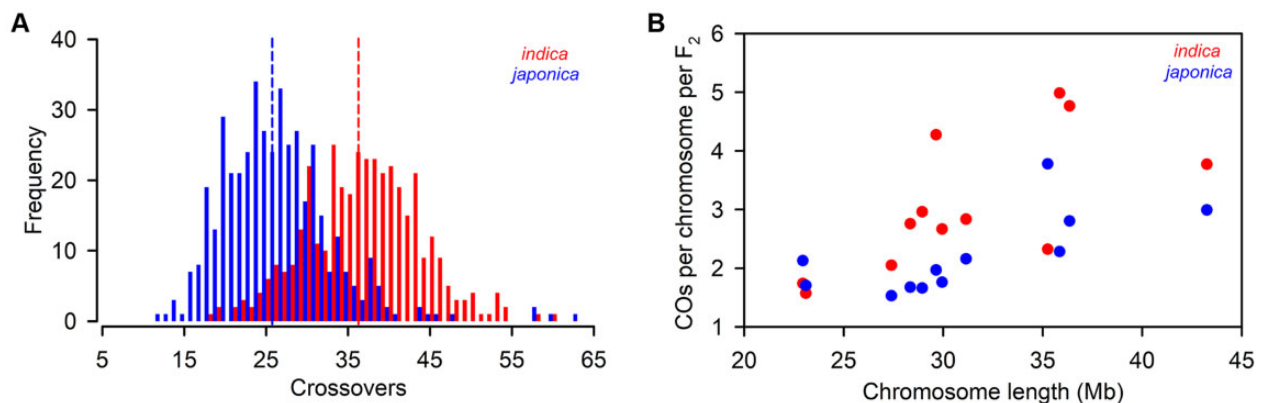 A
40
30
20
10
0
Frequency
indica
japonica
5 15 25 35 45 55 65
Crossovers
B
6
5
4
3
2
1
COs per chromosome per F₂
indica
japonica
20 25 30 35 40 45
Chromosome length (Mb)